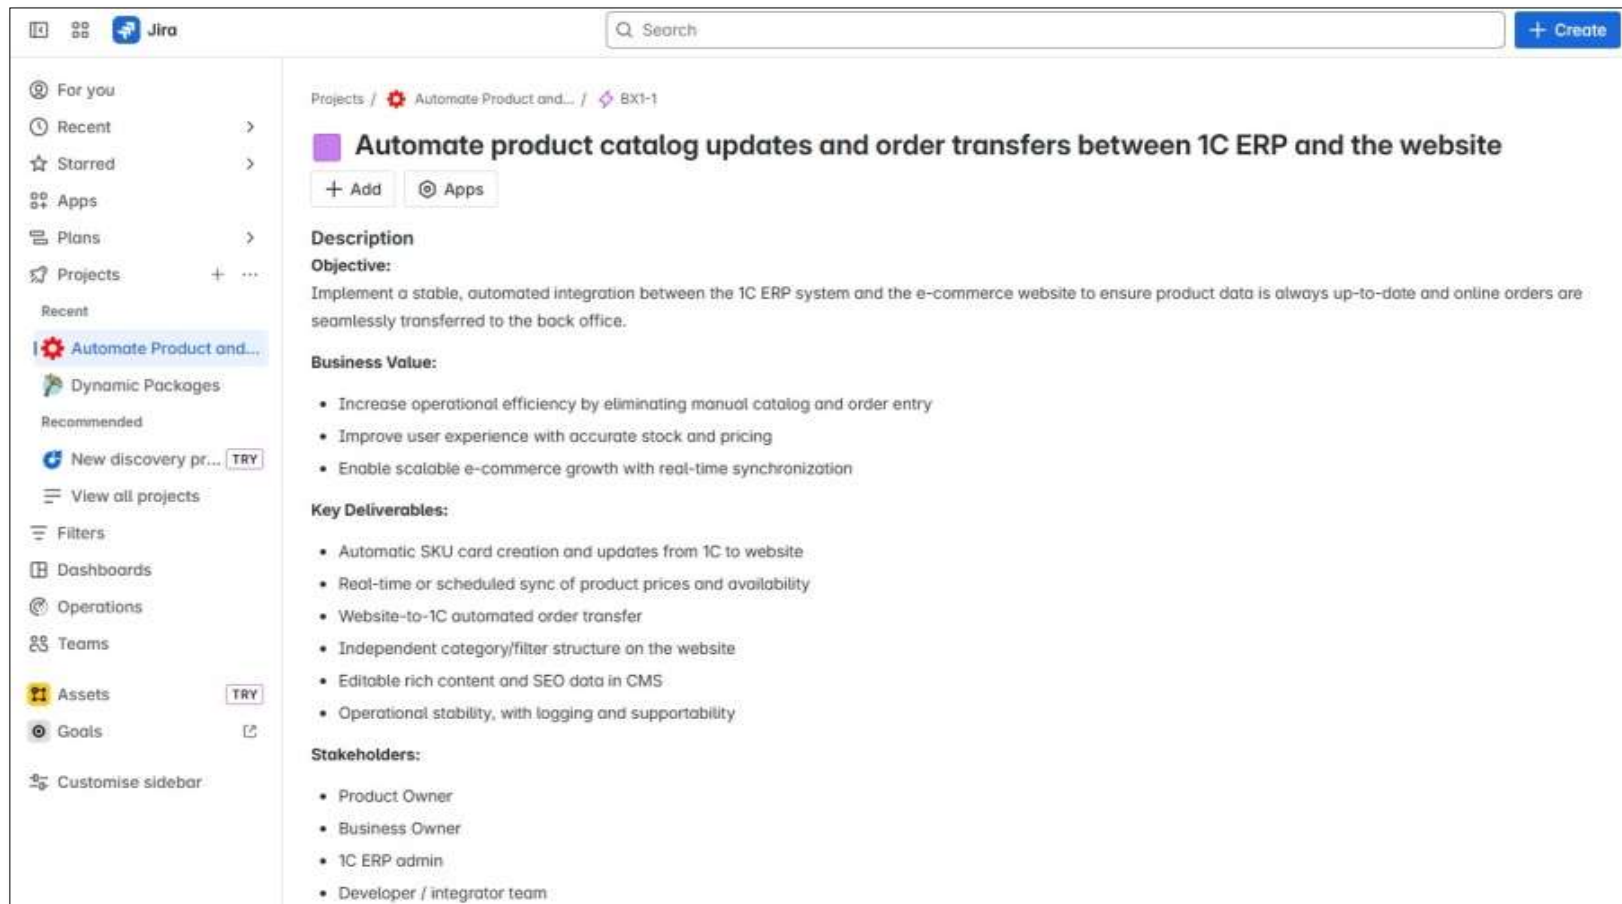 Jira
Search
+ Create
For you
Recent
Starred
Apps
Plans
Projects
Recent
Automate Product and...
Dynamic Packages
Recommended
New discovery pr... TRY
View all projects
Filters
Dashboards
Operations
Teams
Assets TRY
Goals
Customise sidebar
Projects / Automate Product and... / BX1-1
Automate product catalog updates and order transfers between 1C ERP and the website
+ Add
Apps
Description
Objective:
Implement a stable, automated integration between the 1C ERP system and the e-commerce website to ensure product data is always up-to-date and online orders are
seamlessly transferred to the back office.
Business Value:
• Increase operational efficiency by eliminating manual catalog and order entry
• Improve user experience with accurate stock and pricing
• Enable scalable e-commerce growth with real-time synchronization
Key Deliverables:
• Automatic SKU card creation and updates from 1C to website
• Real-time or scheduled sync of product prices and availability
• Website-to-1C automated order transfer
• Independent category/filter structure on the website
• Editable rich content and SEO data in CMS
• Operational stability, with logging and supportability
Stakeholders:
• Product Owner
• Business Owner
• 1C ERP admin
• Developer / integrator team